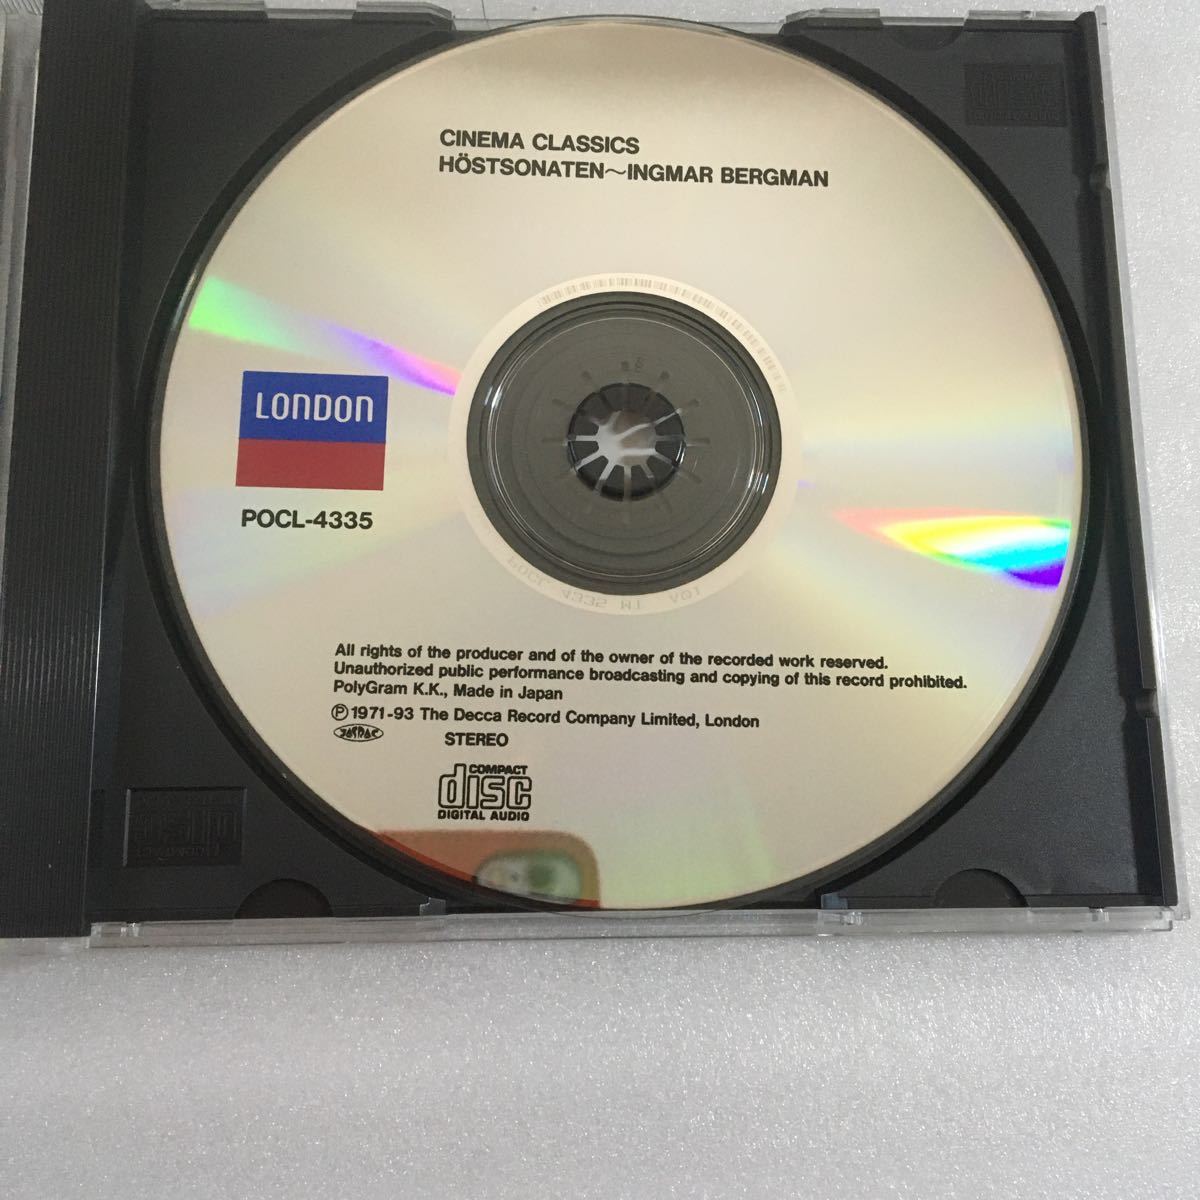 CINEMA CLASSICS
HÖSTSONATEN～INGMAR BERGMAN
LONDON
POCL-4335
All rights of the producer and of the owner of the recorded work reserved.
Unauthorized public performance broadcasting and copying of this record prohibited.
PolyGram K.K., Made in Japan
Ⓟ1971-93 The Decca Record Company Limited, London
JASRAC
STEREO
COMPACT
disc
DIGITAL AUDIO